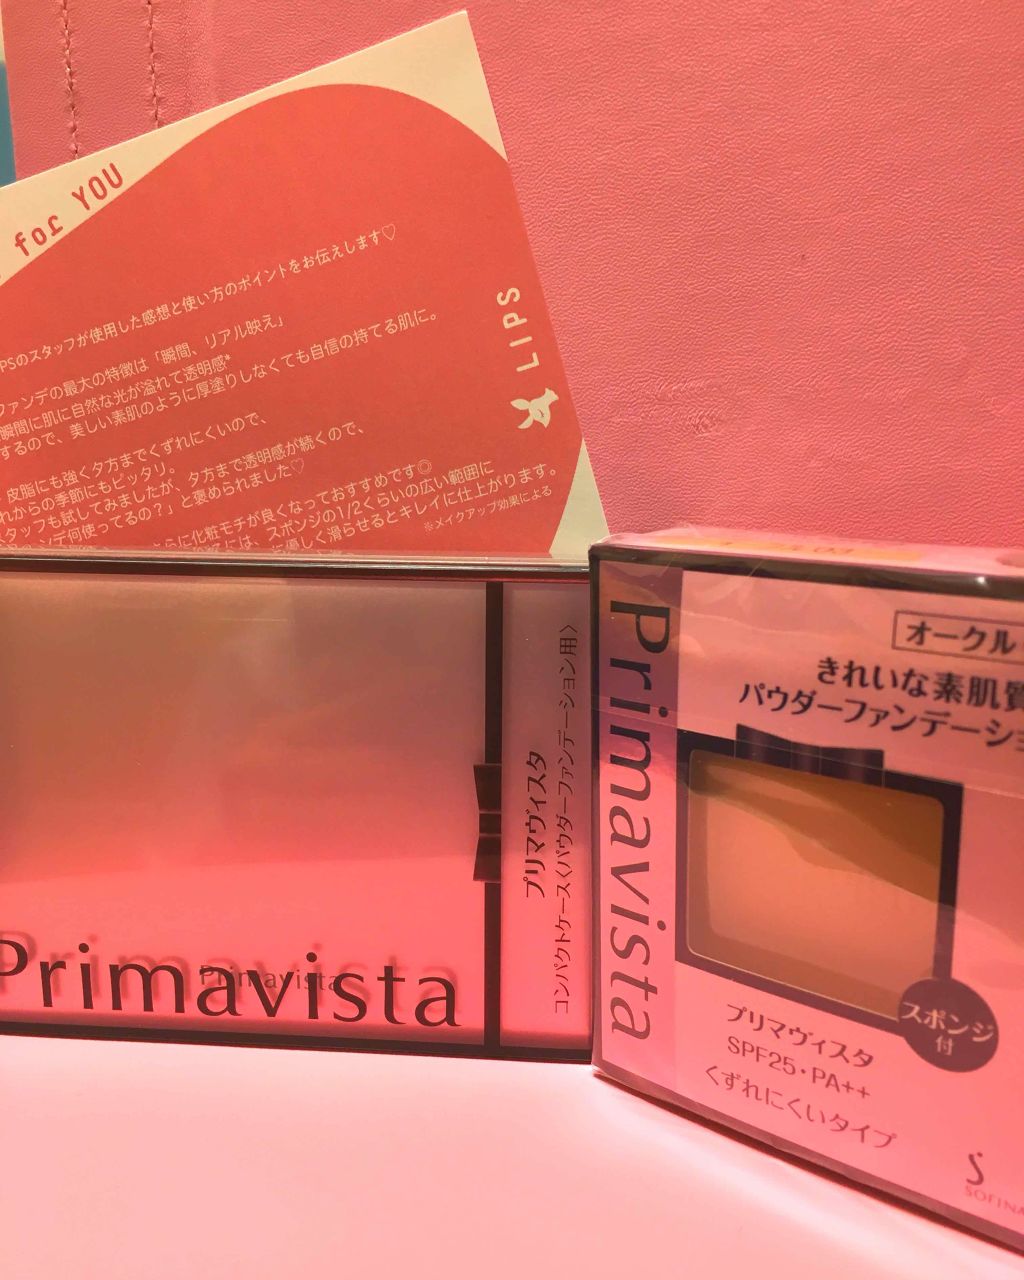 for YOU
PSのスタッフが使用した感想と使い方のポイントをお伝えします♡
ファンデの最大の特徴は「瞬間、リアル映え」
瞬間に肌に自然な光が溢れて透明感*
するので、美しい素肌のように厚塗りしなくても自信の持てる肌に。
皮脂にも強く夕方までくずれにくいので、
れからの季節にもピッタリ。
スタッフも試してみましたが、夕方まで透明感が続くので、
何使ってるの？」と褒められました♡
さらに化粧モチが良くなっておすすめです◎
には、スポンジの1/2くらいの広い範囲に
優しく滑らせるとキレイに仕上がります。
※メイクアップ効果による
LIPS
Primavista
Primavista
プリマヴィスタ
コンパクトケース〈パウダーファンデーション用〉
Primavista
オークル
きれいな素肌質
パウダーファンデーショ
スポンジ
付
プリマヴィスタ
SPF25・PA++
くずれにくいタイプ
SOFINA